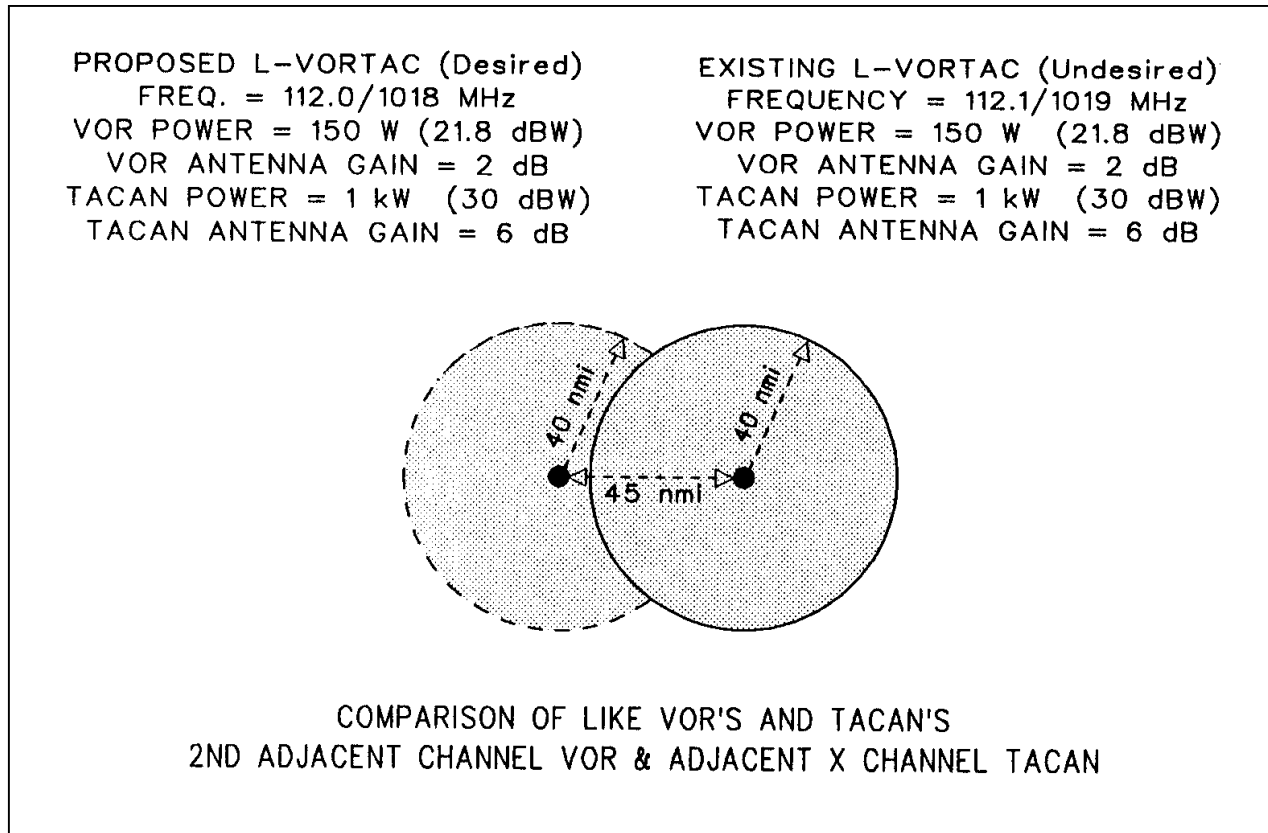 PROPOSED L-VORTAC (Desired)
FREQ. = 112.0/1018 MHz
VOR POWER = 150 W (21.8 dBW)
VOR ANTENNA GAIN = 2 dB
TACAN POWER = 1 kW (30 dBW)
TACAN ANTENNA GAIN = 6 dB
EXISTING L-VORTAC (Undesired)
FREQUENCY = 112.1/1019 MHz
VOR POWER = 150 W (21.8 dBW)
VOR ANTENNA GAIN = 2 dB
TACAN POWER = 1 kW (30 dBW)
TACAN ANTENNA GAIN = 6 dB
40 nmi
40 nmi
45 nmi
COMPARISON OF LIKE VOR'S AND TACAN'S
2ND ADJACENT CHANNEL VOR & ADJACENT X CHANNEL TACAN